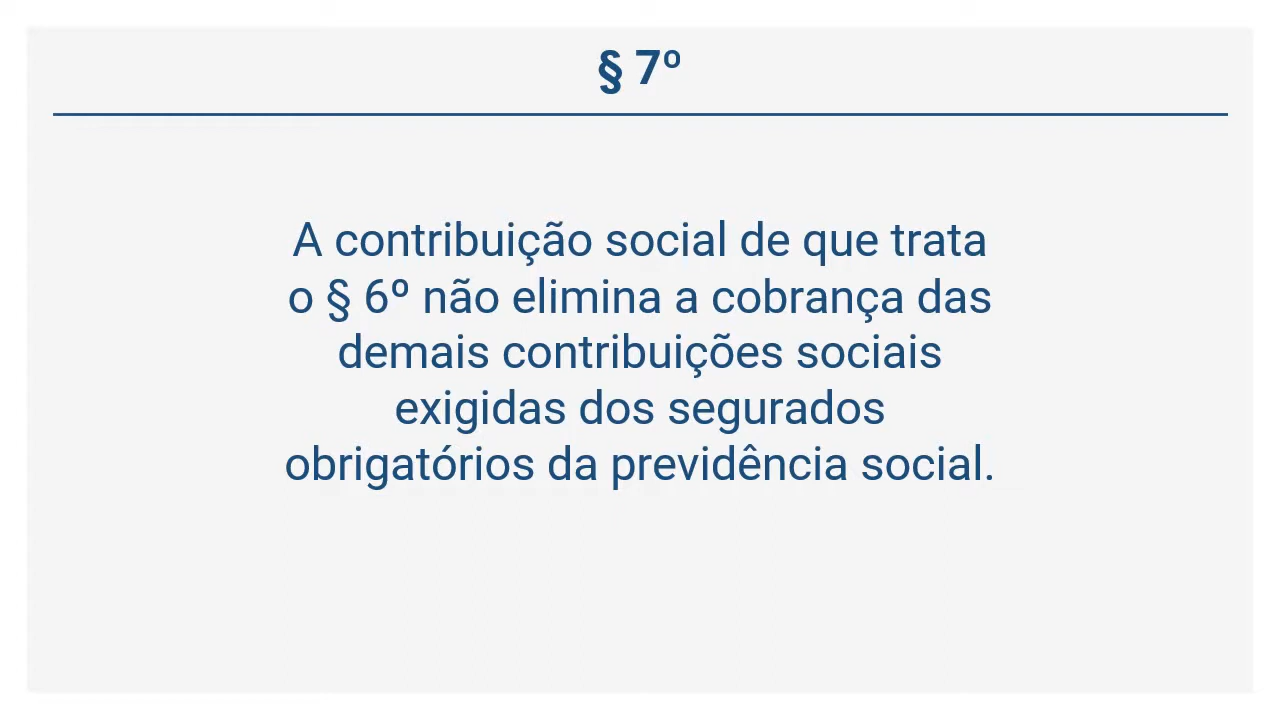 § 7º
A contribuição social de que trata
o § 6º não elimina a cobrança das
demais contribuições sociais
exigidas dos segurados
obrigatórios da previdência social.